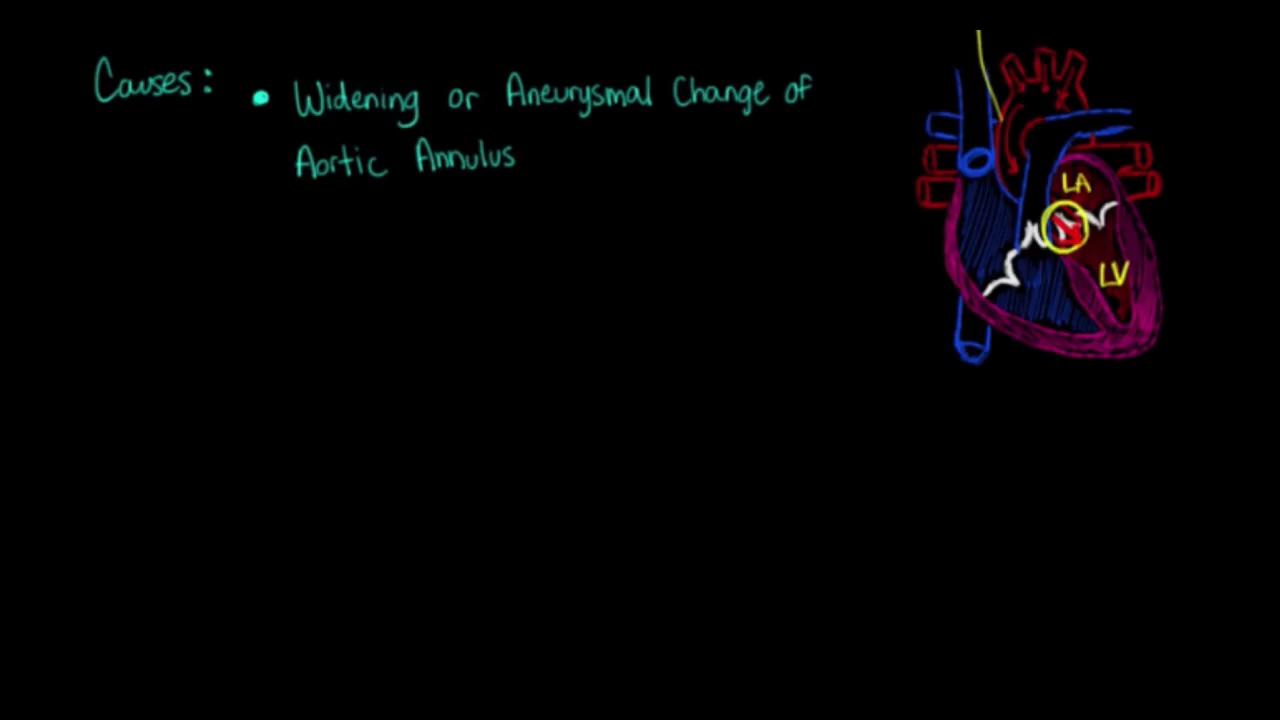 Causes:
• Widening or Aneurysmal Change of
Aortic Annulus
LA
LV